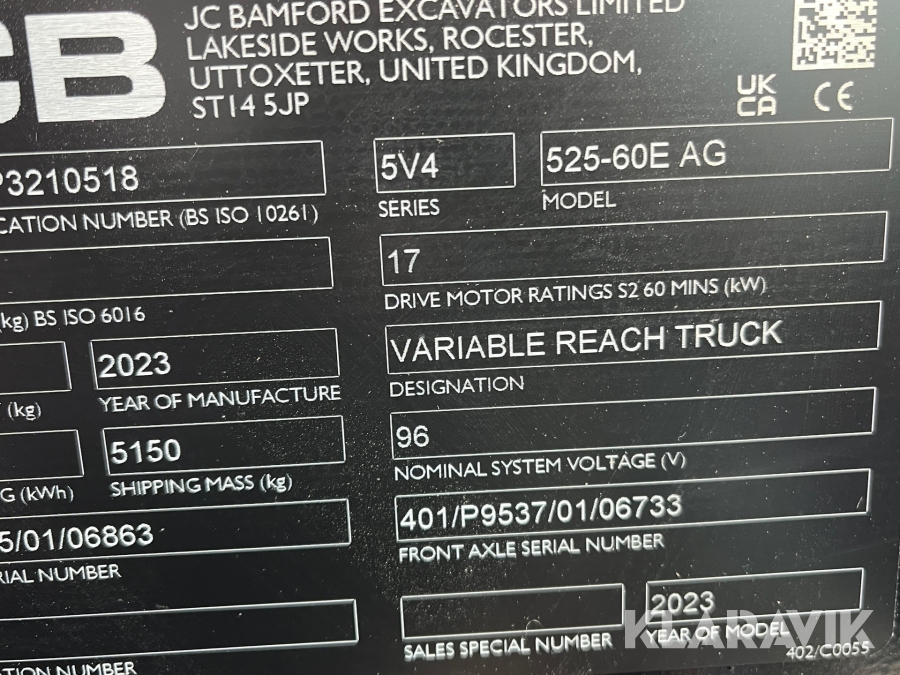 CB
JC BAMFORD EXCAVATORS LIMITED
LAKESIDE WORKS, ROCESTER,
UTTOXETER, UNITED KINGDOM,
ST14 5JP
UK
CA CE
P3210518
5V4
525-60E AG
CATION NUMBER (BS ISO 10261)
SERIES
MODEL
17
(kg) BS ISO 6016
DRIVE MOTOR RATINGS S2 60 MINS (kW)
2023
VARIABLE REACH TRUCK
(kg)
YEAR OF MANUFACTURE
DESIGNATION
5150
96
G (kWh)
SHIPPING MASS (kg)
NOMINAL SYSTEM VOLTAGE (V)
5/01/06863
401/P9537/01/06733
RIAL NUMBER
FRONT AXLE SERIAL NUMBER
2023
TION NUMBER
SALES SPECIAL NUMBER
YEAR OF MODEL
402/C0055
KLARAVIK